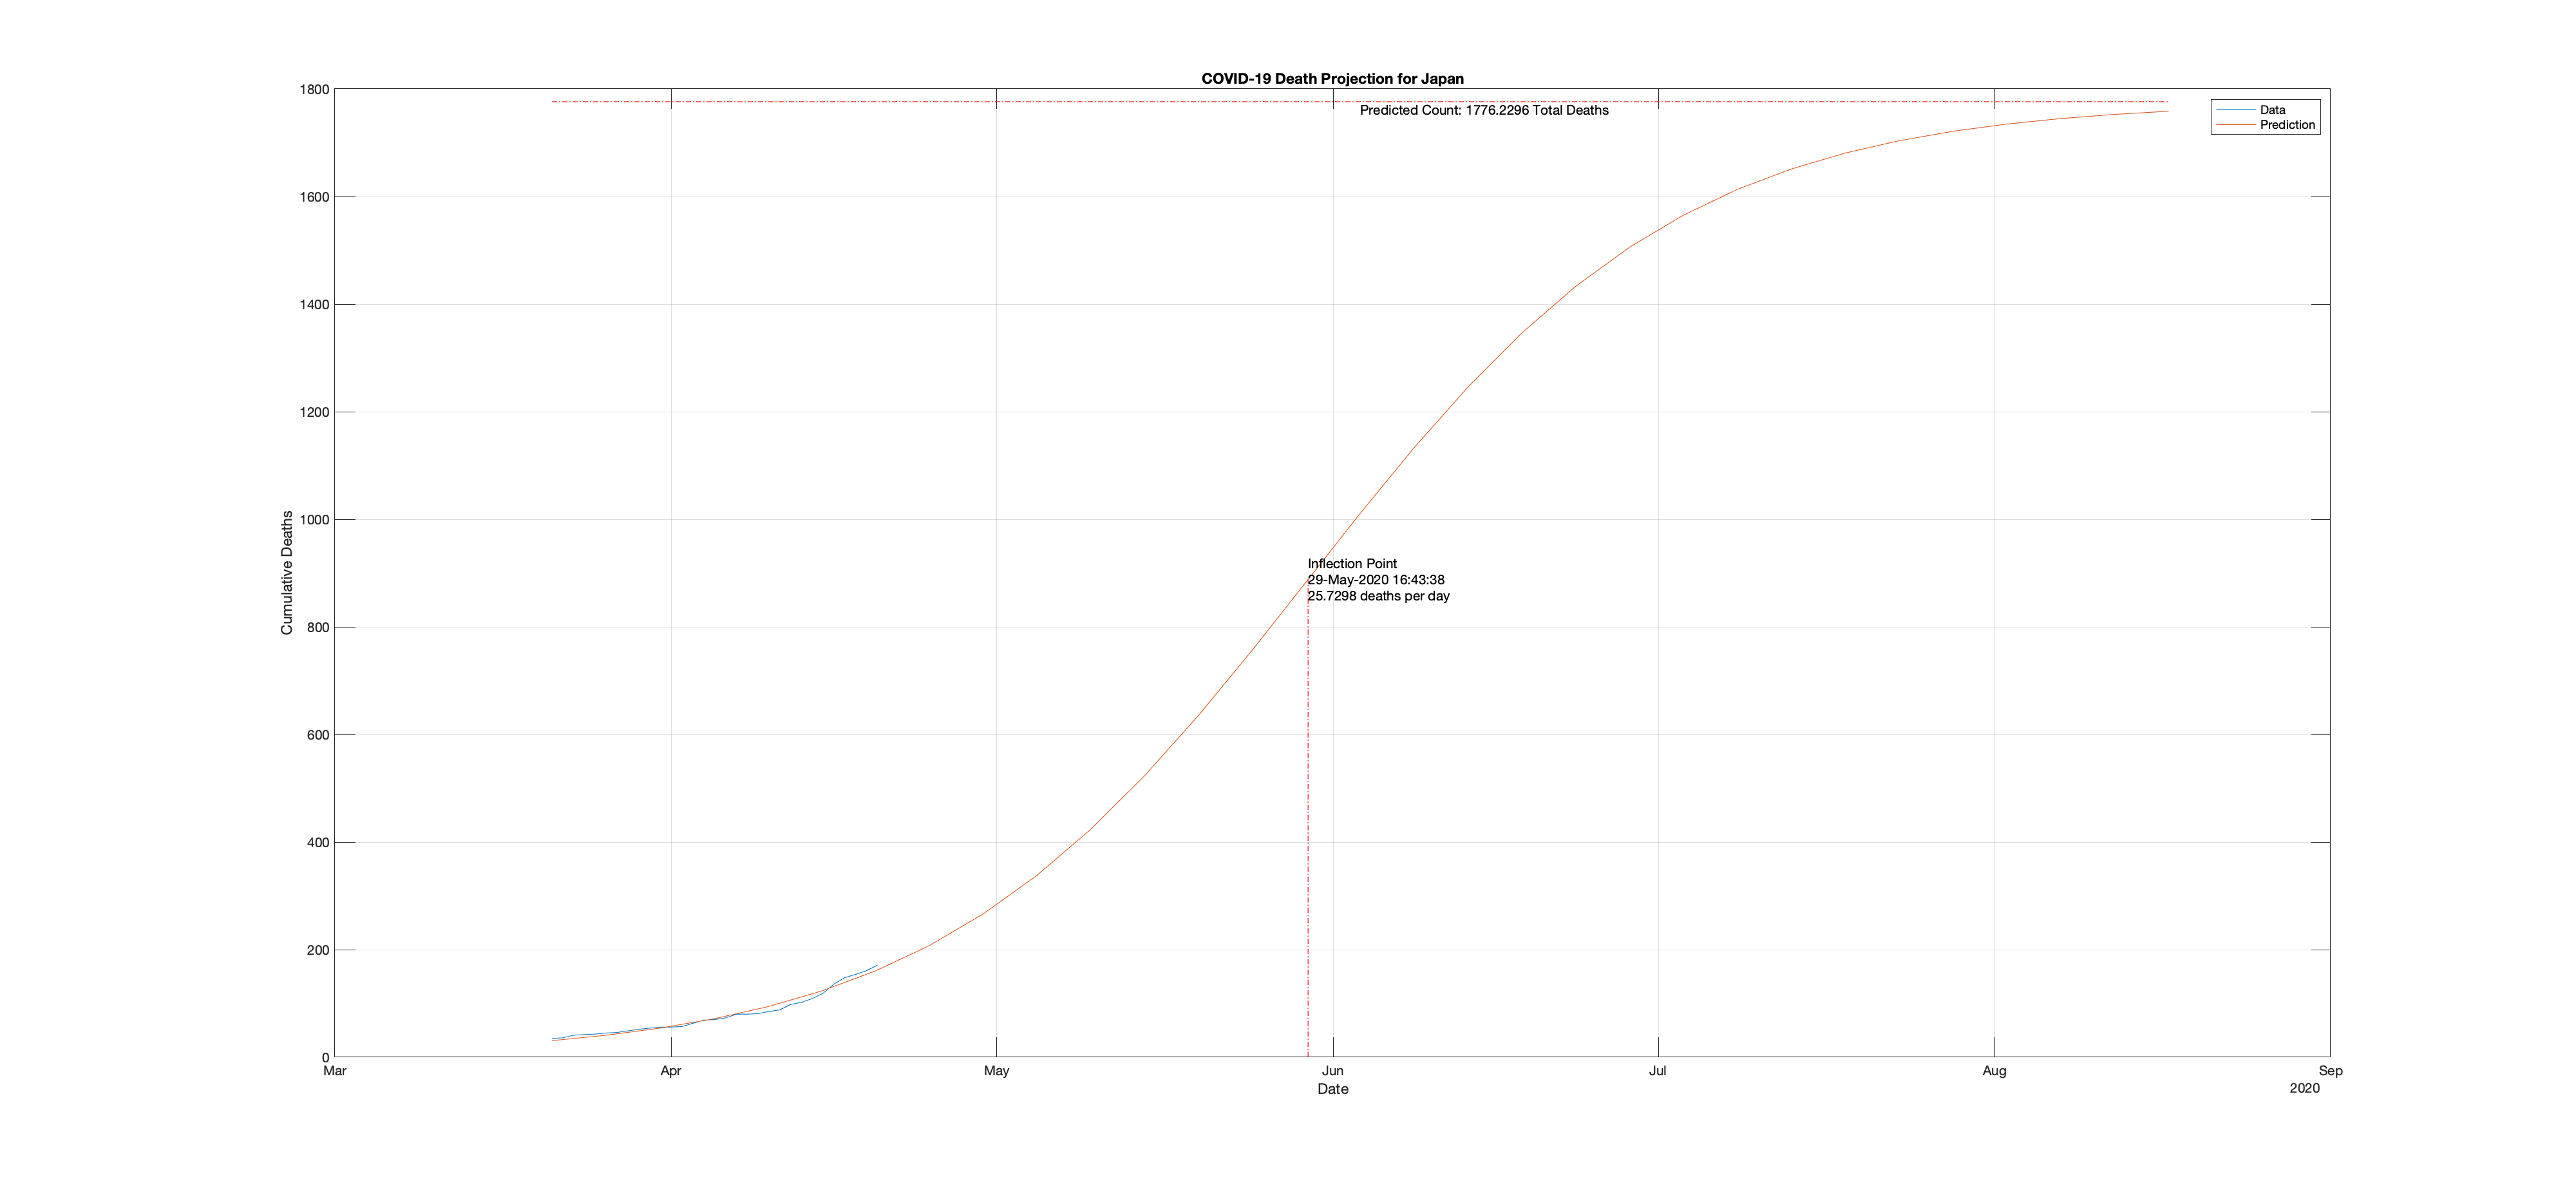 COVID-19 Death Projection for Japan
1800
1600
1400
1200
1000
800
600
400
200
0
Cumulative Deaths
Predicted Count: 1776.2296 Total Deaths
Data
Prediction
Inflection Point
29-May-2020 16:43:38
25.7298 deaths per day
Mar Apr May Jun Jul Aug Sep
Date
2020